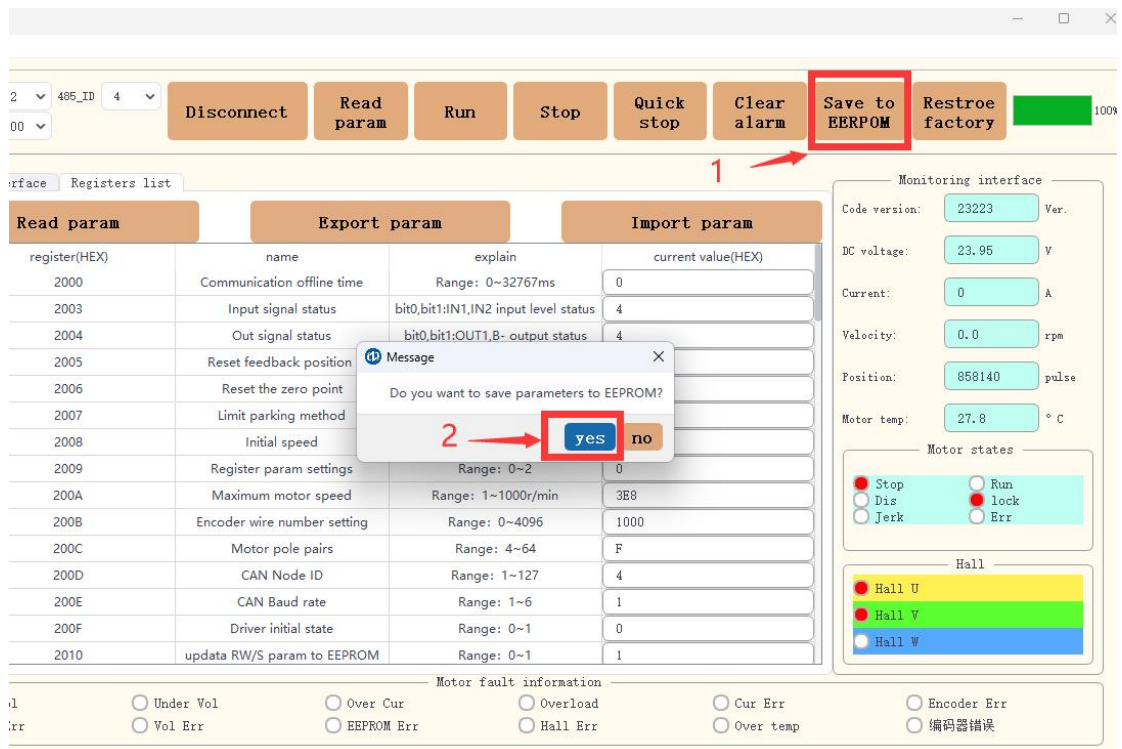 2 485_ID 4
00
Disconnect
Read
param
Run
Stop
Quick
stop
Clear
alarm
Save to
EERPOM
Restroe
factory
100%
1
erface Registers list
Read param Export param Import param
register(HEX) name explain current value(HEX)
2000 Communication offline time Range: 0~32767ms 0
2003 Input signal status bit0,bit1:IN1,IN2 input level status 4
2004 Out signal status bit0,bit1:OUT1,B- output status 4
2005 Reset feedback position
2006 Reset the zero point
2007 Limit parking method
2008 Initial speed
2009 Register param settings Range: 0~2 0
200A Maximum motor speed Range: 1~1000r/min 3E8
200B Encoder wire number setting Range: 0~4096 1000
200C Motor pole pairs Range: 4~64 F
200D CAN Node ID Range: 1~127 4
200E CAN Baud rate Range: 1~6 1
200F Driver initial state Range: 0~1 0
2010 updata RW/S param to EEPROM Range: 0~1 1
Message
Do you want to save parameters to EEPROM?
2
yes no
Monitoring interface
Code version: 23223 Ver.
DC voltage: 23.95 V
Current: 0 A
Velocity: 0.0 rpm
Position: 858140 pulse
Motor temp: 27.8 ° C
Motor states
Stop Run
Dis lock
Jerk Err
Hall
Hall U
Hall V
Hall W
Motor fault information
Under Vol Over Cur Overload Cur Err Encoder Err
Vol Err EEPROM Err Hall Err Over temp 编码器错误